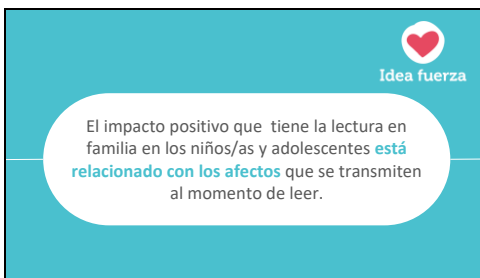 Idea fuerza
El impacto positivo que tiene la lectura en
familia en los niños/as y adolescentes está
relacionado con los afectos que se transmiten
al momento de leer.